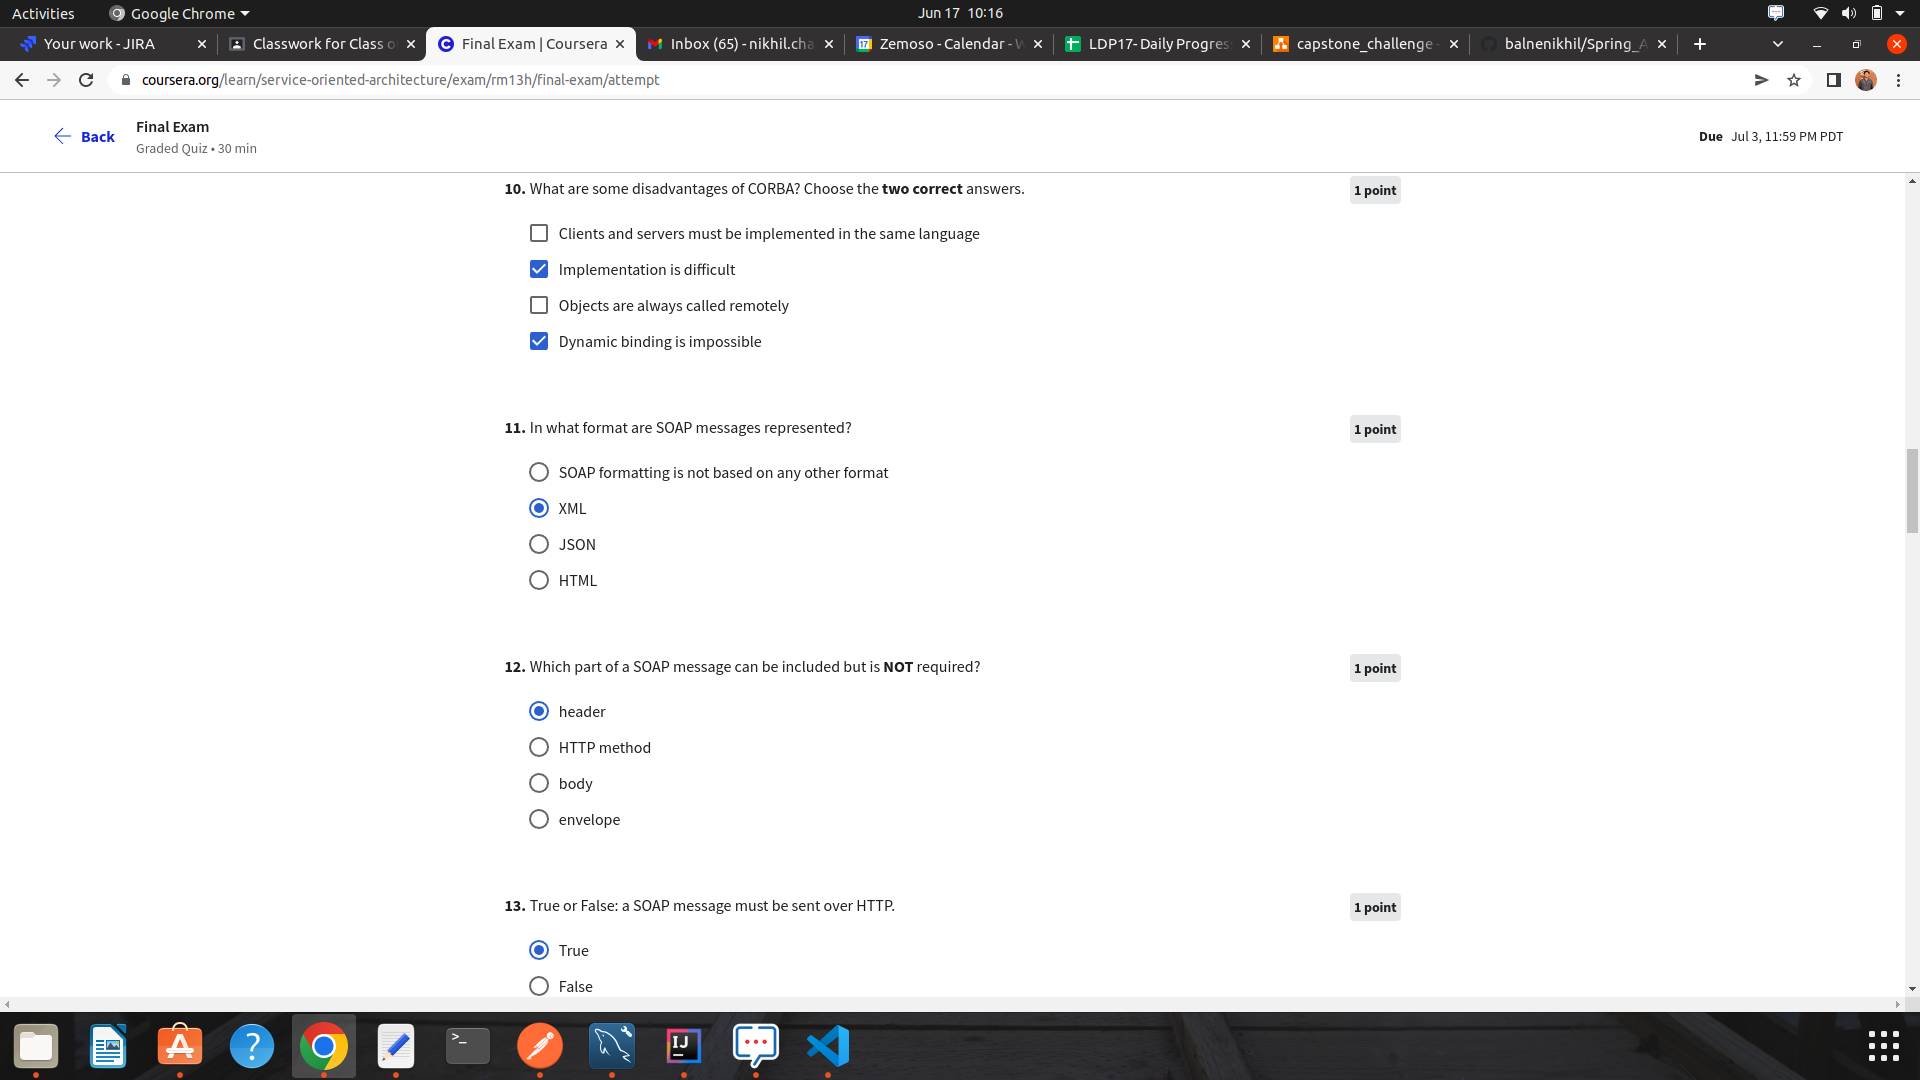 Activities
Google Chrome
Jun 17 10:16
Your work - JIRA
Classwork for Class o
Final Exam | Coursera
Inbox (65) - nikhil.cha
Zemoso - Calendar - W
LDP17- Daily Progres
capstone_challenge -
balnenikhil/Spring_A
coursera.org/learn/service-oriented-architecture/exam/rm13h/final-exam/attempt
Back
Final Exam
Graded Quiz • 30 min
Due Jul 3, 11:59 PM PDT
10. What are some disadvantages of CORBA? Choose the two correct answers.
1 point
Clients and servers must be implemented in the same language
Implementation is difficult
Objects are always called remotely
Dynamic binding is impossible
11. In what format are SOAP messages represented?
1 point
SOAP formatting is not based on any other format
XML
JSON
HTML
12. Which part of a SOAP message can be included but is NOT required?
1 point
header
HTTP method
body
envelope
13. True or False: a SOAP message must be sent over HTTP.
1 point
True
False